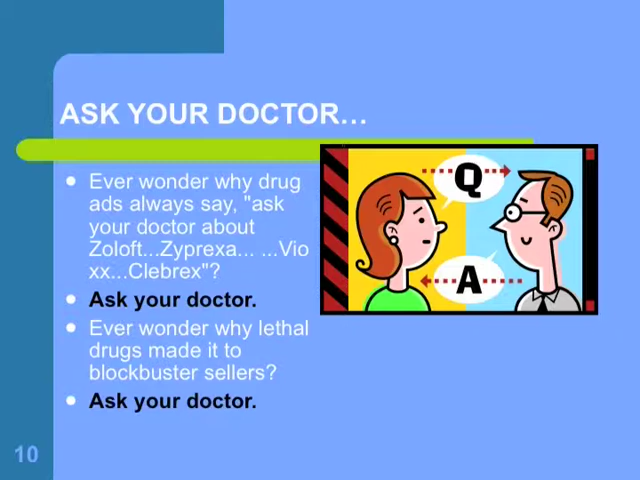 ASK YOUR DOCTOR…
Ever wonder why drug
ads always say, "ask
your doctor about
Zoloft...Zyprexa... ...Vio
xx...Clebrex"?
Ask your doctor.
Ever wonder why lethal
drugs made it to
blockbuster sellers?
Ask your doctor.
Q
A
10